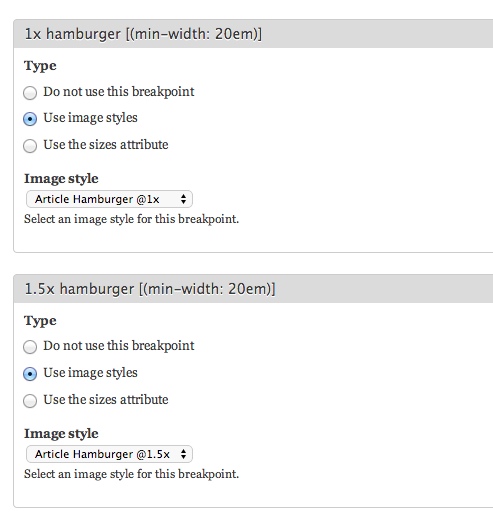 1x hamburger [(min-width: 20em)]
Type
Do not use this breakpoint
Use image styles
Use the sizes attribute
Image style
Article Hamburger @1x
Select an image style for this breakpoint.
1.5x hamburger [(min-width: 20em)]
Type
Do not use this breakpoint
Use image styles
Use the sizes attribute
Image style
Article Hamburger @1.5x
Select an image style for this breakpoint.